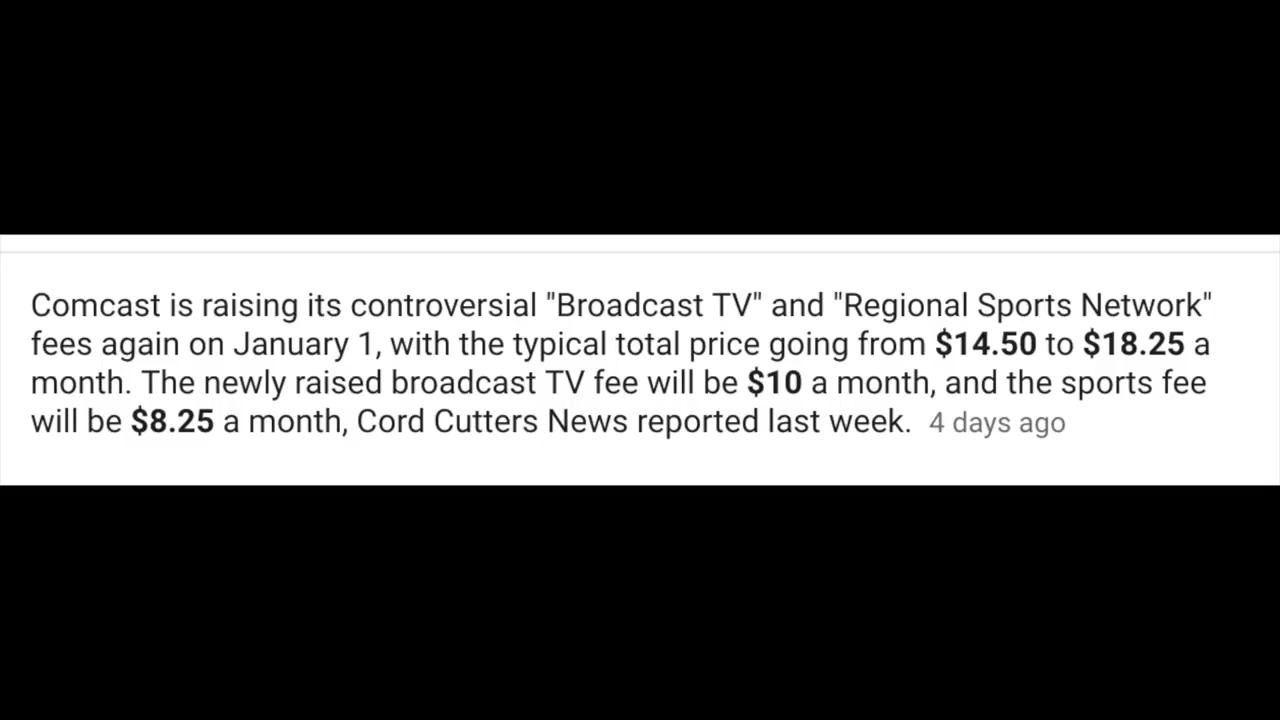 Comcast is raising its controversial "Broadcast TV" and "Regional Sports Network"
fees again on January 1, with the typical total price going from $14.50 to $18.25 a
month. The newly raised broadcast TV fee will be $10 a month, and the sports fee
will be $8.25 a month, Cord Cutters News reported last week. 4 days ago